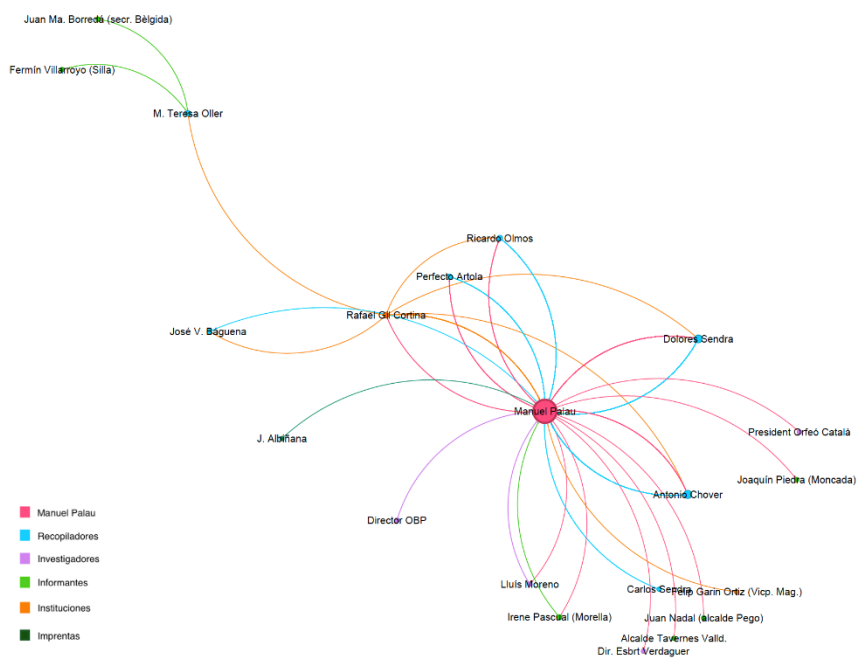 Juan Ma. Borredá (secr. Bèlgida)
Fermín Villarroyo (Silla)
M. Teresa Oller
Ricardo Olmos
Perfecto Artola
Rafael Gil Cortina
José V. Báguena
Dolores Sendra
Manuel Palau
President Orfeó Català
J. Albiñana
Joaquín Piedra (Moncada)
Antonio Chover
Director OBP
Lluís Moreno
Carlos Sendra
Felip Garín Ortiz (Vicp. Mag.)
Irene Pascual (Morella)
Juan Nadal (alcalde Pego)
Alcalde Tavernes Valld.
Dir. Esbrt Verdaguer
Manuel Palau
Recopiladores
Investigadores
Informantes
Instituciones
Imprentas